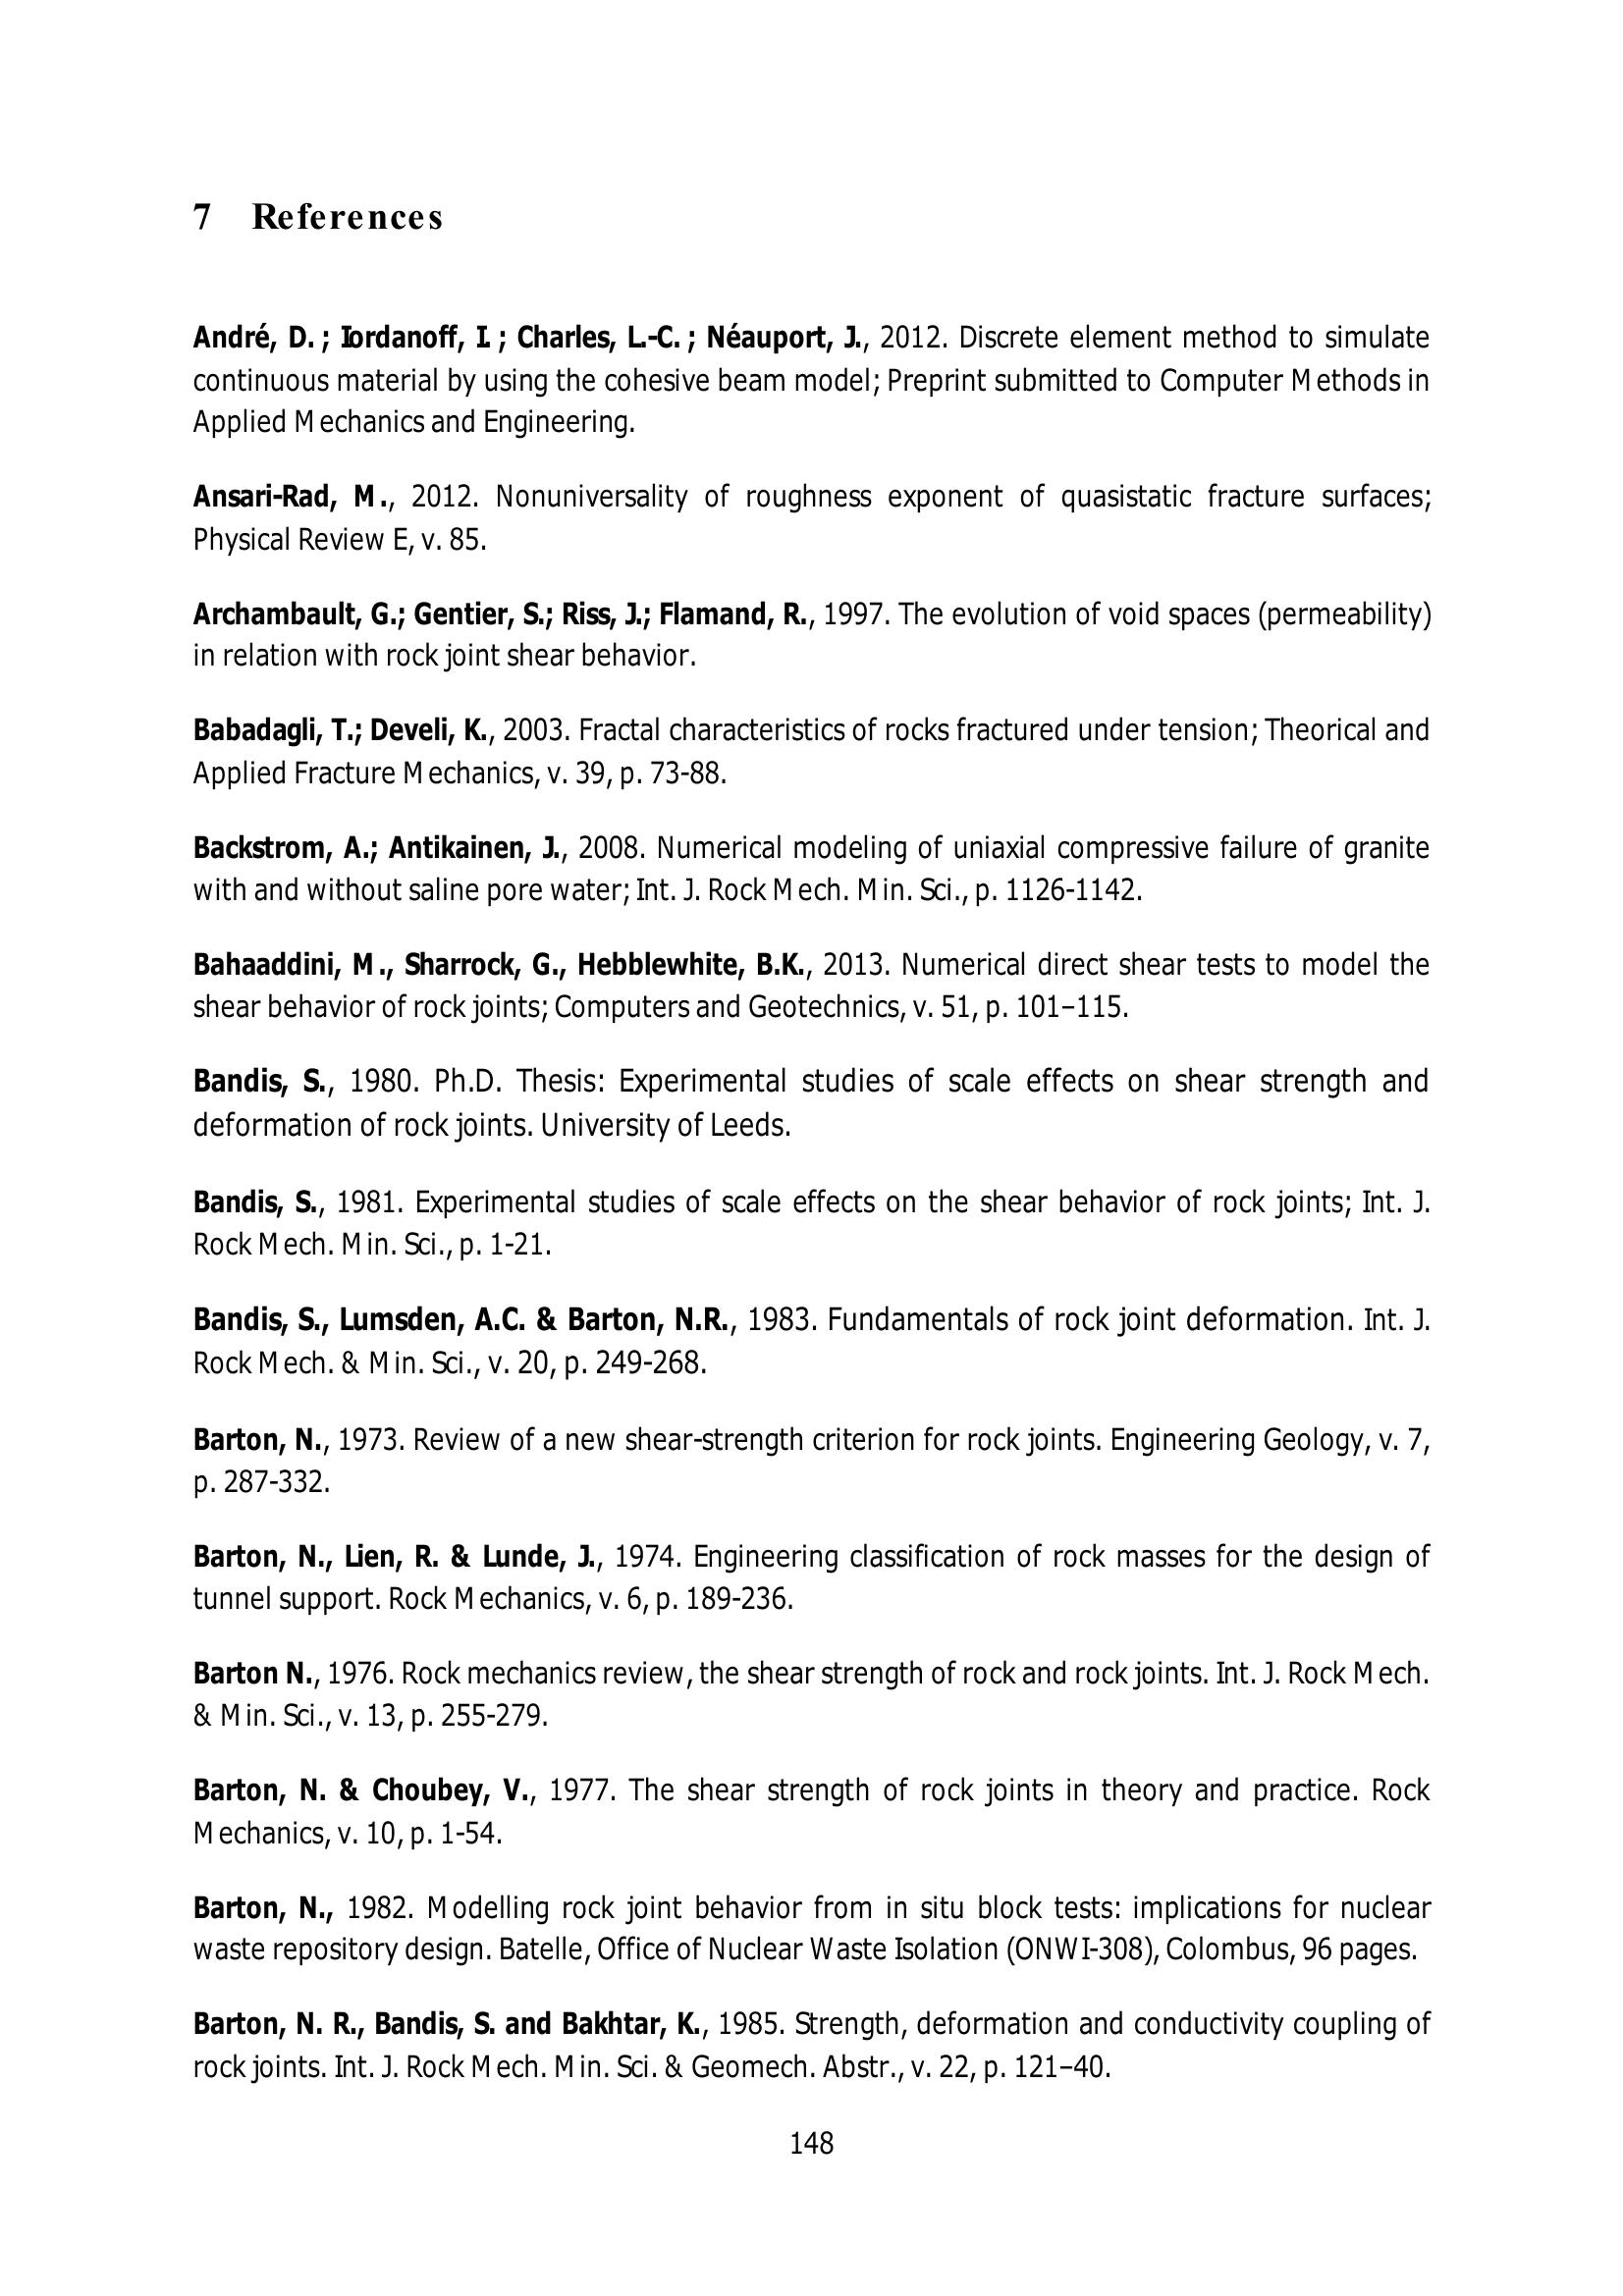 7 References
André, D. ; Iordanoff, I. ; Charles, L.-C. ; Néauport, J., 2012. Discrete element method to simulate
continuous material by using the cohesive beam model; Preprint submitted to Computer Methods in
Applied Mechanics and Engineering.
Ansari-Rad, M., 2012. Nonuniversality of roughness exponent of quasistatic fracture surfaces;
Physical Review E, v. 85.
Archambault, G.; Gentier, S.; Riss, J.; Flamand, R., 1997. The evolution of void spaces (permeability)
in relation with rock joint shear behavior.
Babadagli, T.; Develi, K., 2003. Fractal characteristics of rocks fractured under tension; Theorical and
Applied Fracture Mechanics, v. 39, p. 73-88.
Backstrom, A.; Antikainen, J., 2008. Numerical modeling of uniaxial compressive failure of granite
with and without saline pore water; Int. J. Rock Mech. Min. Sci., p. 1126-1142.
Bahaaddini, M., Sharrock, G., Hebblewhite, B.K., 2013. Numerical direct shear tests to model the
shear behavior of rock joints; Computers and Geotechnics, v. 51, p. 101–115.
Bandis, S., 1980. Ph.D. Thesis: Experimental studies of scale effects on shear strength and
deformation of rock joints. University of Leeds.
Bandis, S., 1981. Experimental studies of scale effects on the shear behavior of rock joints; Int. J.
Rock Mech. Min. Sci., p. 1-21.
Bandis, S., Lumsden, A.C. & Barton, N.R., 1983. Fundamentals of rock joint deformation. Int. J.
Rock Mech. & Min. Sci., v. 20, p. 249-268.
Barton, N., 1973. Review of a new shear-strength criterion for rock joints. Engineering Geology, v. 7,
p. 287-332.
Barton, N., Lien, R. & Lunde, J., 1974. Engineering classification of rock masses for the design of
tunnel support. Rock Mechanics, v. 6, p. 189-236.
Barton N., 1976. Rock mechanics review, the shear strength of rock and rock joints. Int. J. Rock Mech.
& Min. Sci., v. 13, p. 255-279.
Barton, N. & Choubey, V., 1977. The shear strength of rock joints in theory and practice. Rock
Mechanics, v. 10, p. 1-54.
Barton, N., 1982. Modelling rock joint behavior from in situ block tests: implications for nuclear
waste repository design. Batelle, Office of Nuclear Waste Isolation (ONWI-308), Colombus, 96 pages.
Barton, N. R., Bandis, S. and Bakhtar, K., 1985. Strength, deformation and conductivity coupling of
rock joints. Int. J. Rock Mech. Min. Sci. & Geomech. Abstr., v. 22, p. 121–40.
148